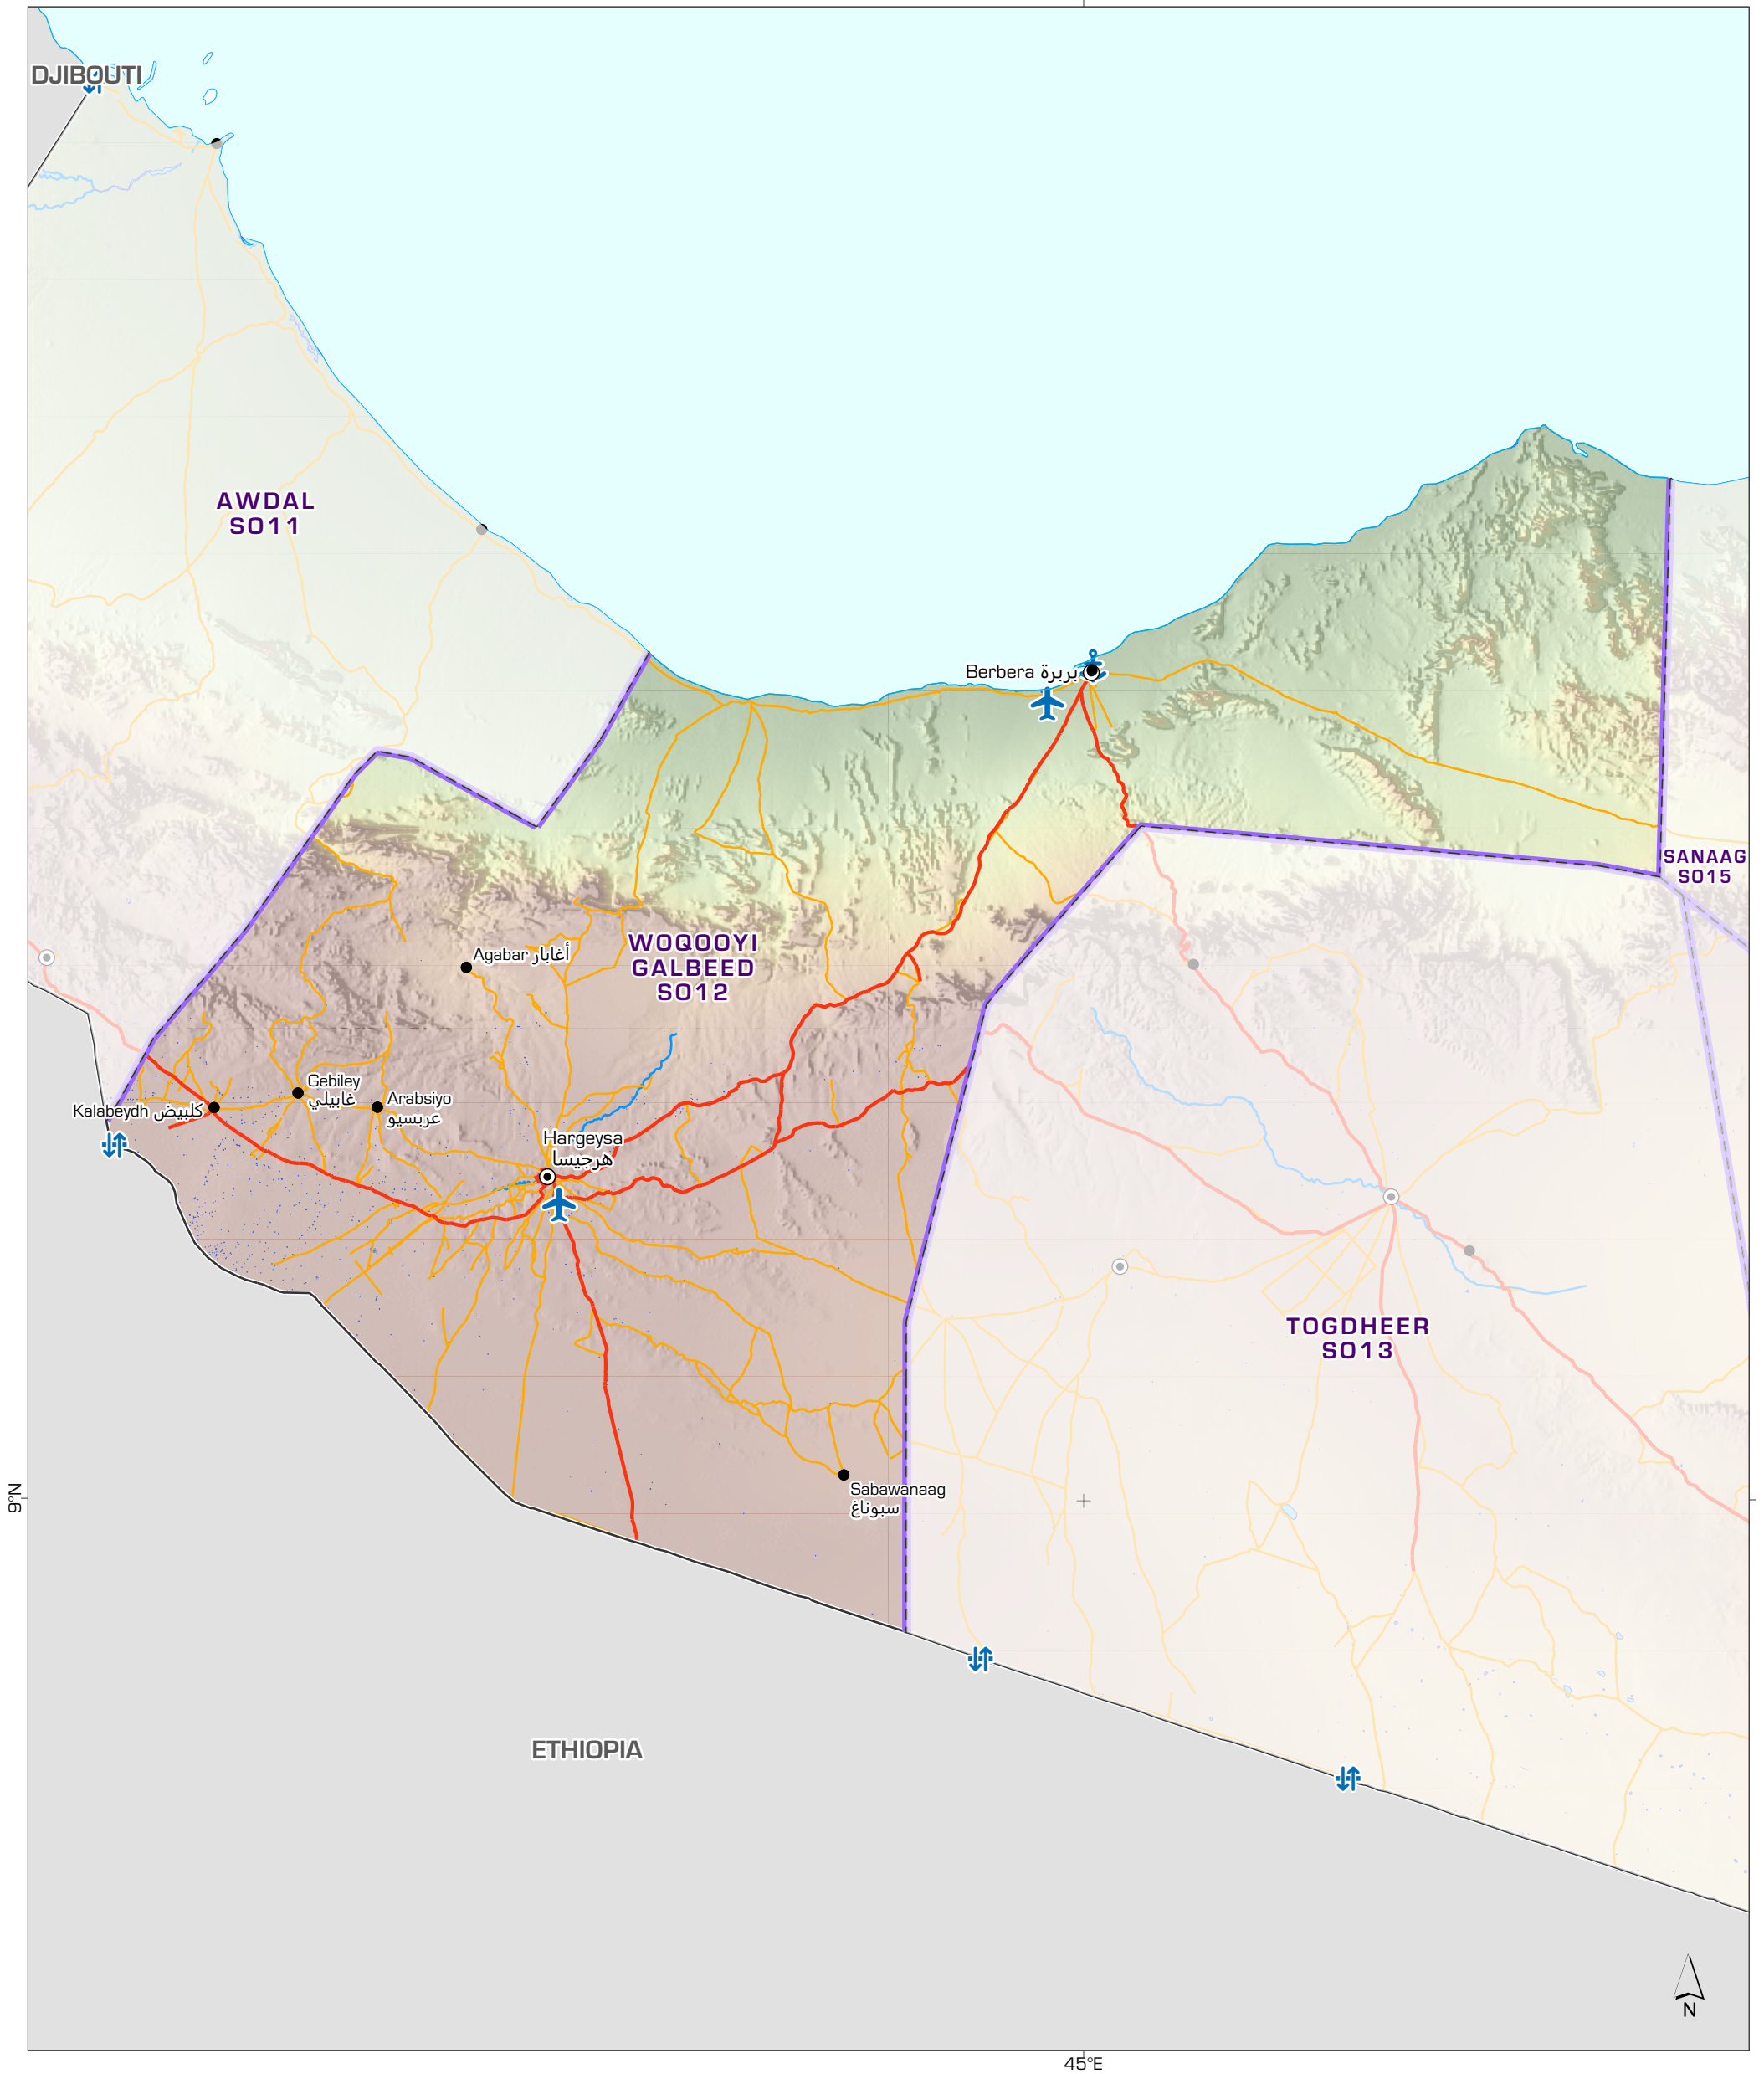 DJIBOUTI
AWDAL
SO11
Berbera بربرة
SANAAG
SO15
WOQOOYI
GALBEED
SO12
Agabar أغابار
Gebiley
غابيلي
Arabsiyo
عربسيو
Kalabeydh كلبيض
Hargeysa
هرجيسا
TOGDHEER
SO13
Sabawanaag
سبوناغ
9°N
ETHIOPIA
N
45°E